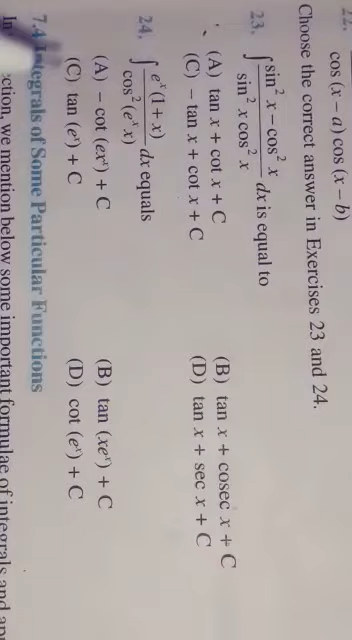 22.
cos (x – a) cos (x – b)
Choose the correct answer in Exercises 23 and 24.
23. ∫ (sin² x – cos² x) / (sin² x cos² x) dx is equal to
(A) tan x + cot x + C (B) tan x + cosec x + C
(C) – tan x + cot x + C (D) tan x + sec x + C
24. ∫ eˣ(1 + x) / cos² (eˣ x) dx equals
(A) – cot (exˣ) + C (B) tan (xeˣ) + C
(C) tan (eˣ) + C (D) cot (eˣ) + C
7.4 Integrals of Some Particular Functions
In ction, we mention below some important formulae of integrals and